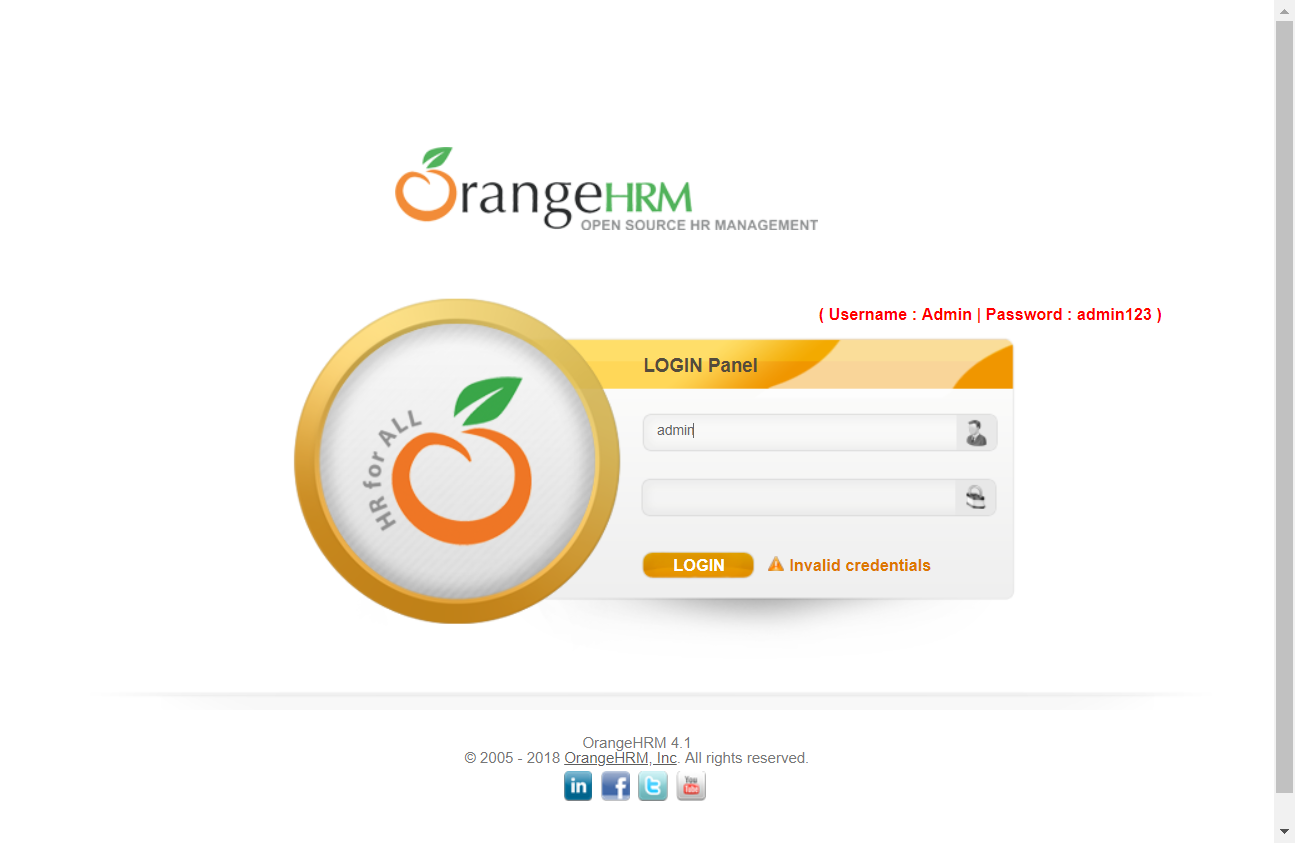 OrangeHRM
OPEN SOURCE HR MANAGEMENT
( Username : Admin | Password : admin123 )
LOGIN Panel
HR for ALL
admin
LOGIN
Invalid credentials
OrangeHRM 4.1
© 2005 - 2018 OrangeHRM, Inc. All rights reserved.
in f t You Tube